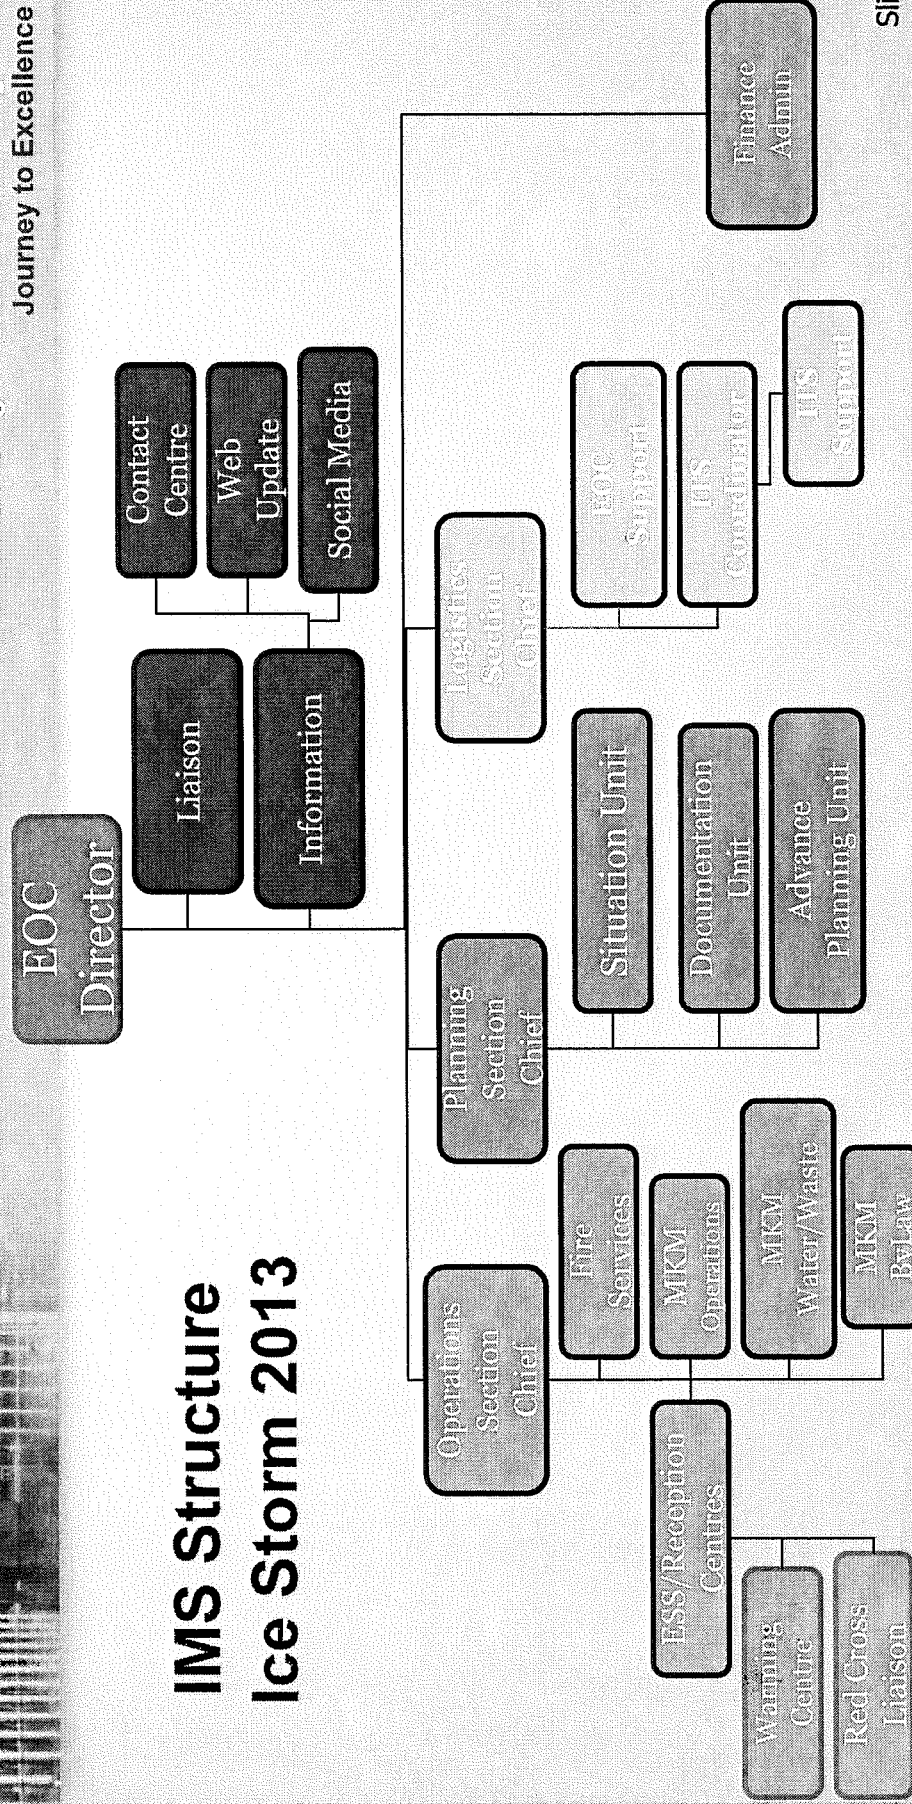 Journey to Excellence
IMS Structure
Ice Storm 2013
EOC
Director
Liaison
Information
Contact
Centre
Web
Update
Social Media
Operations
Section
Chief
Planning
Section
Chief
Logistics
Section
Chief
Finance
Admin
Fire
Services
MKM
Operations
MKM
Water/Waste
MKM
ByLaw
ESS/Reception
Centres
Warming
Centre
Red Cross
Liaison
Situation Unit
Documentation
Unit
Advance
Planning Unit
EOC
Support
Coordinator
Support